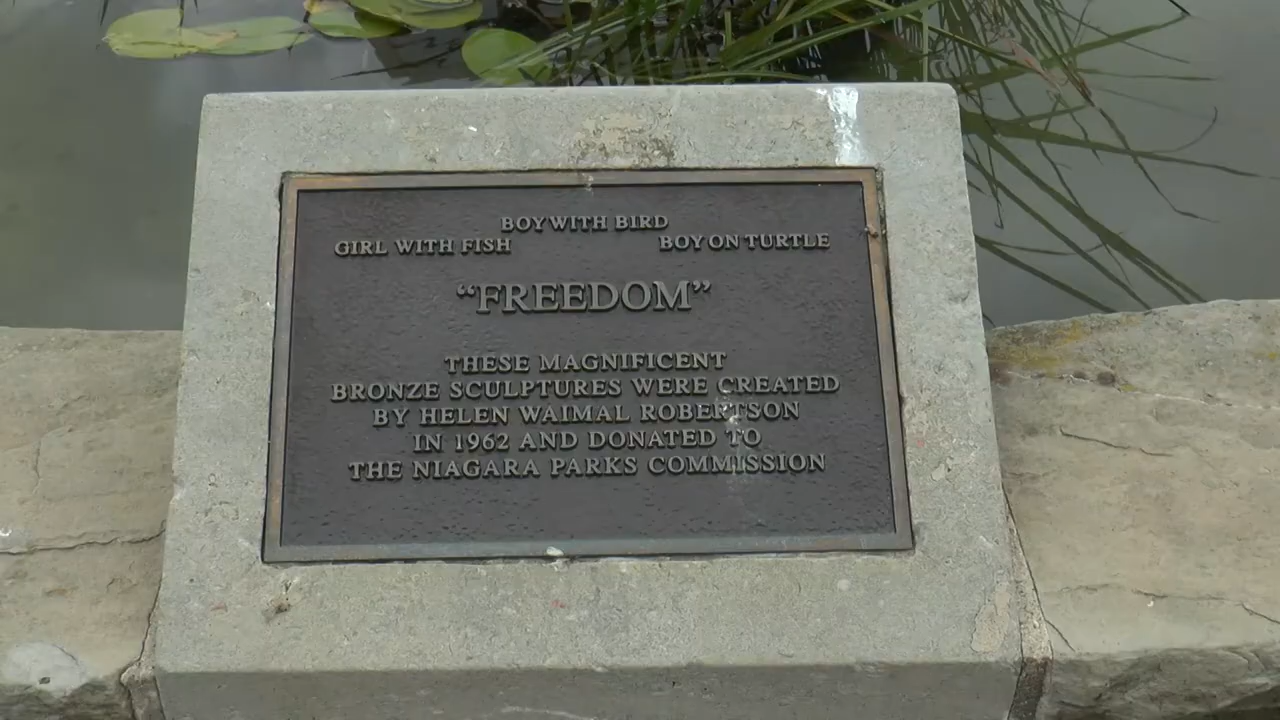 BOY WITH BIRD
GIRL WITH FISH BOY ON TURTLE
“FREEDOM”
THESE MAGNIFICENT
BRONZE SCULPTURES WERE CREATED
BY HELEN WAIMAL ROBERTSON
IN 1962 AND DONATED TO
THE NIAGARA PARKS COMMISSION